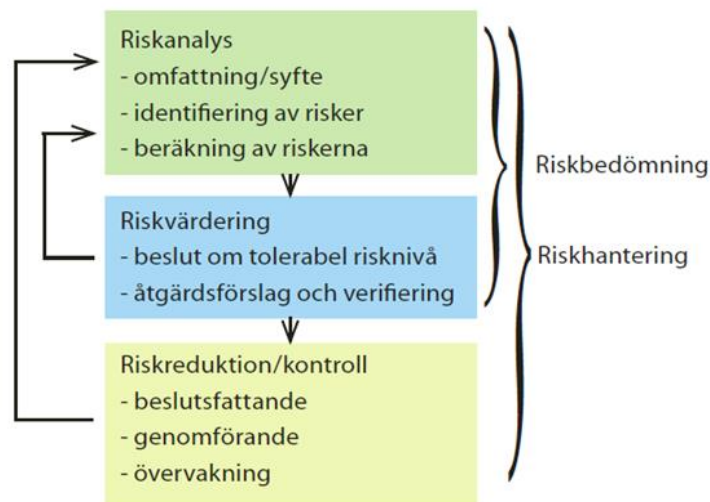 Riskanalys
- omfattning/syfte
- identifiering av risker
- beräkning av riskerna
Riskvärdering
- beslut om tolerabel risknivå
- åtgärdsförslag och verifiering
Riskreduktion/kontroll
- beslutsfattande
- genomförande
- övervakning
Riskbedömning
Riskhantering